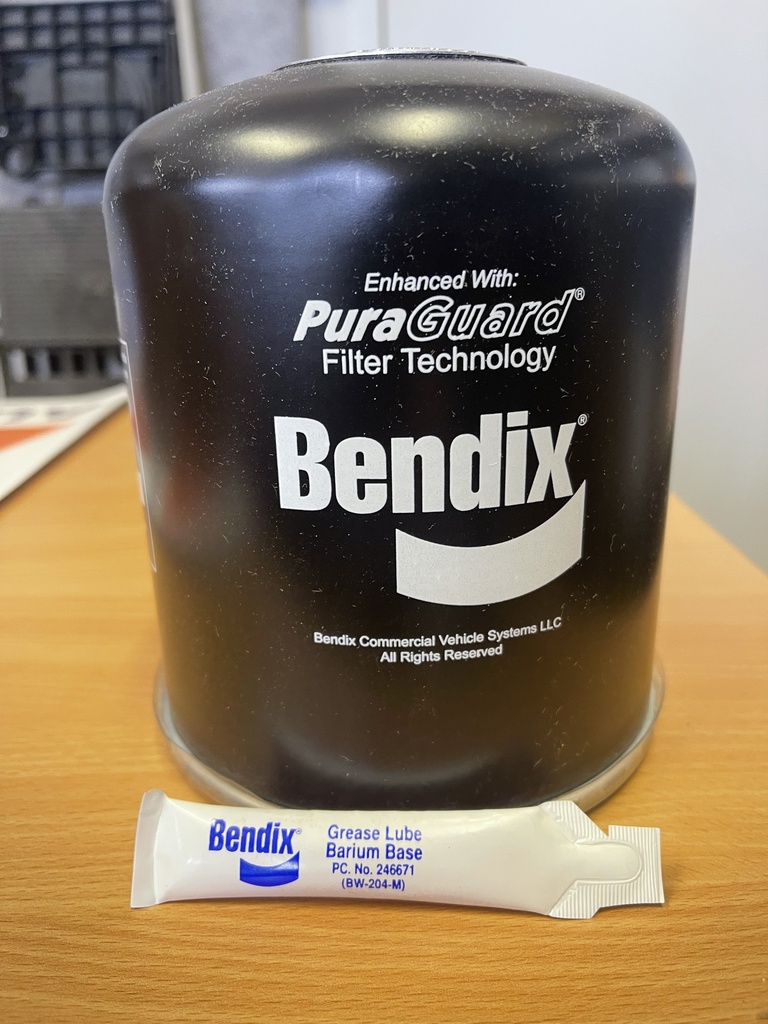 Enhanced With:
PuraGuard®
Filter Technology
Bendix®
Bendix Commercial Vehicle Systems LLC
All Rights Reserved
Bendix®
Grease Lube
Barium Base
PC. No. 246671
(BW-204-M)